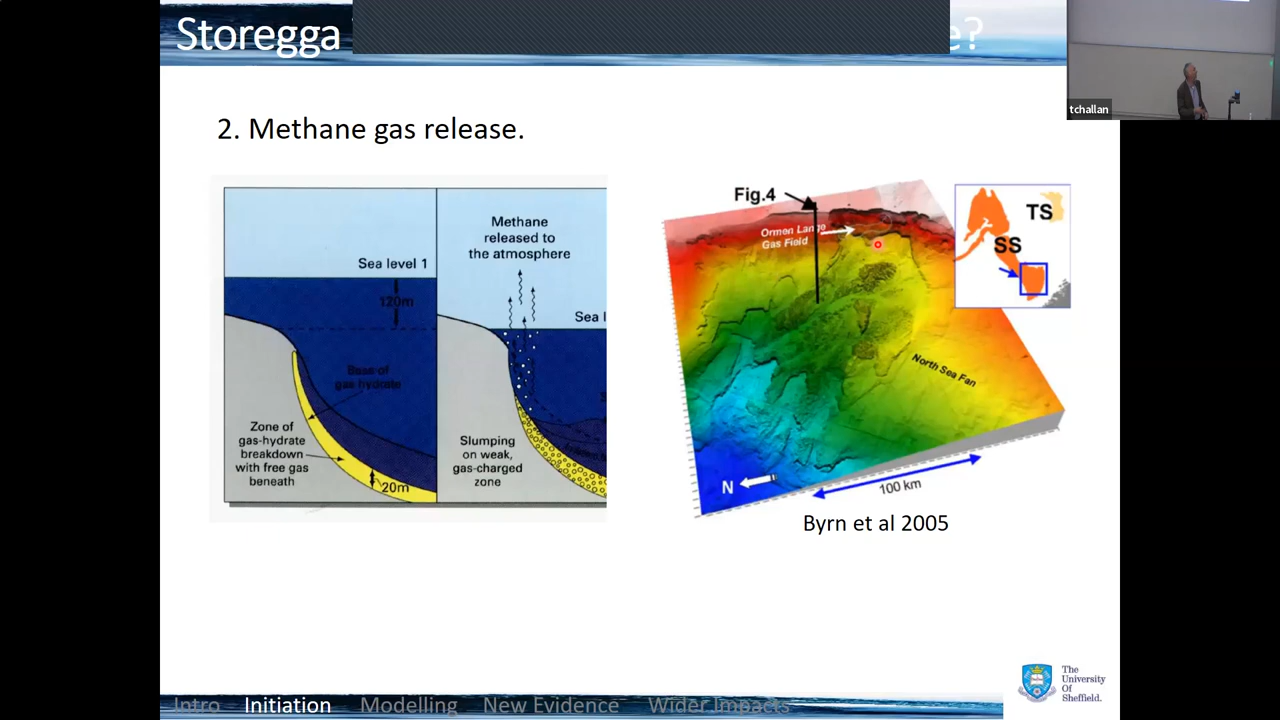 Storegga
e?
tchallan
2. Methane gas release.
Sea level 1
120m
Base of
gas hydrate
Zone of
gas-hydrate
breakdown
with free gas
beneath
20m
Methane
released to
the atmosphere
Sea l
Slumping
on weak,
gas-charged
zone
Fig.4
Ormen Lange
Gas Field
North Sea Fan
N
100 km
TS
SS
Byrn et al 2005
The
University
Of
Sheffield.
Intro Initiation Modelling New Evidence Wider Impacts